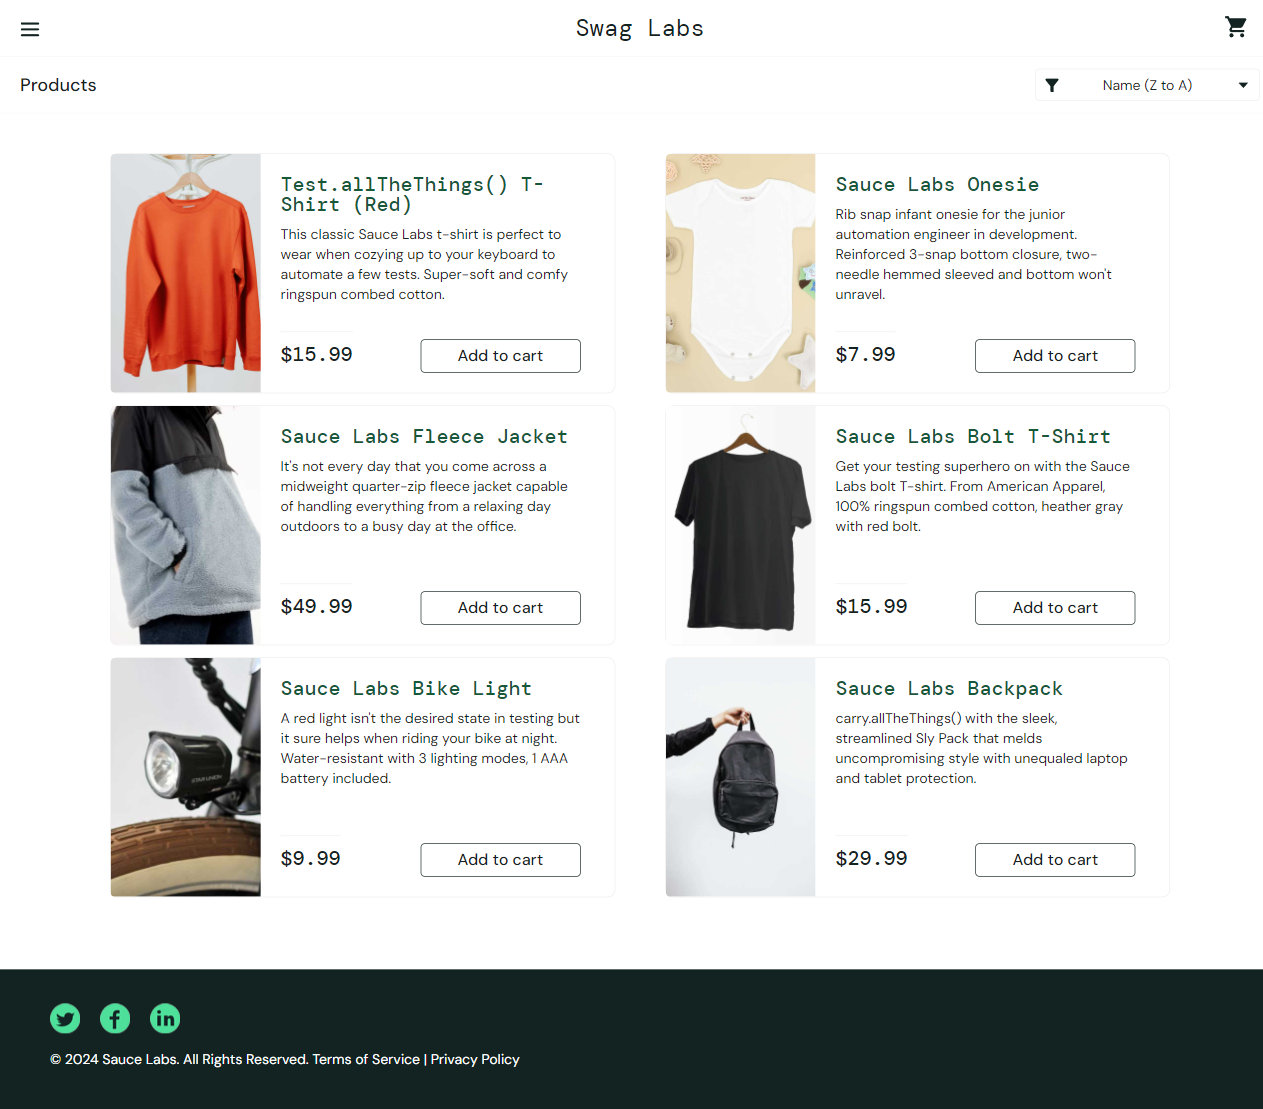 Swag Labs
Products
Name (Z to A)
Test.allTheThings() T-
Shirt (Red)
This classic Sauce Labs t-shirt is perfect to
wear when cozying up to your keyboard to
automate a few tests. Super-soft and comfy
ringspun combed cotton.
$15.99
Add to cart
Sauce Labs Onesie
Rib snap infant onesie for the junior
automation engineer in development.
Reinforced 3-snap bottom closure, two-
needle hemmed sleeved and bottom won't
unravel.
$7.99
Add to cart
Sauce Labs Fleece Jacket
It's not every day that you come across a
midweight quarter-zip fleece jacket capable
of handling everything from a relaxing day
outdoors to a busy day at the office.
$49.99
Add to cart
Sauce Labs Bolt T-Shirt
Get your testing superhero on with the Sauce
Labs bolt T-shirt. From American Apparel,
100% ringspun combed cotton, heather gray
with red bolt.
$15.99
Add to cart
STAR UNION
Sauce Labs Bike Light
A red light isn't the desired state in testing but
it sure helps when riding your bike at night.
Water-resistant with 3 lighting modes, 1 AAA
battery included.
$9.99
Add to cart
Sauce Labs Backpack
carry.allTheThings() with the sleek,
streamlined Sly Pack that melds
uncompromising style with unequaled laptop
and tablet protection.
$29.99
Add to cart
© 2024 Sauce Labs. All Rights Reserved. Terms of Service | Privacy Policy